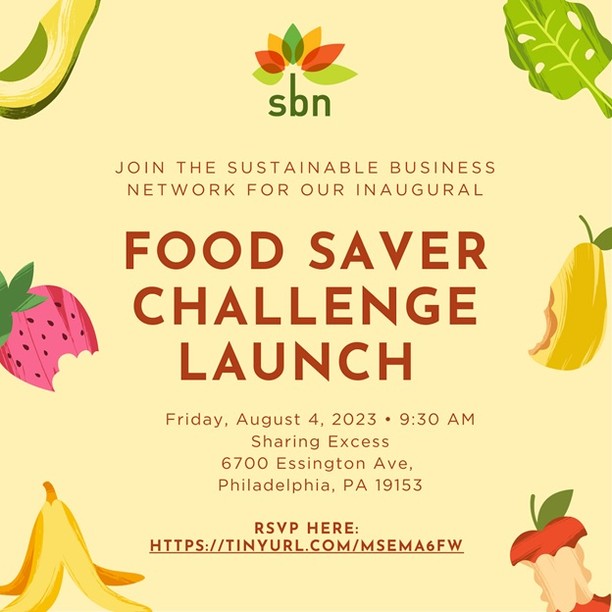 sbn
JOIN THE SUSTAINABLE BUSINESS
NETWORK FOR OUR INAUGURAL
FOOD SAVER
CHALLENGE
LAUNCH
Friday, August 4, 2023 • 9:30 AM
Sharing Excess
6700 Essington Ave,
Philadelphia, PA 19153
RSVP HERE:
HTTPS://TINYURL.COM/MSEMA6FW